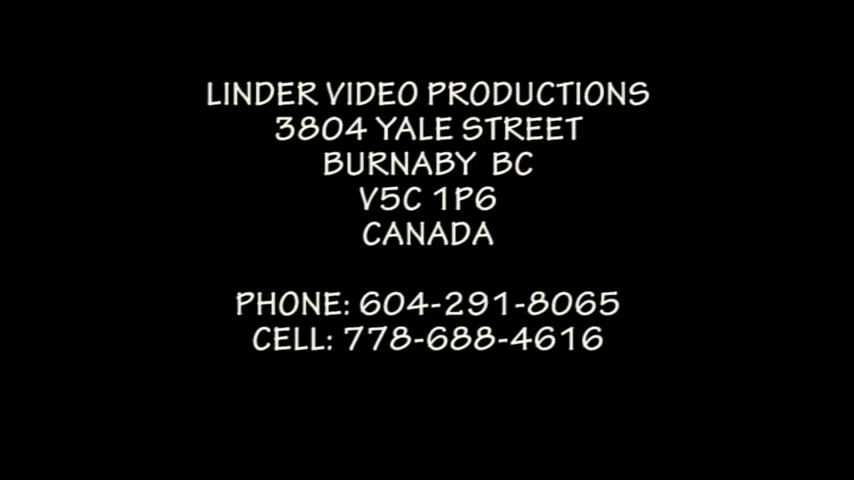 LINDER VIDEO PRODUCTIONS
3804 YALE STREET
BURNABY BC
V5C 1P6
CANADA
PHONE: 604-291-8065
CELL: 778-688-4616